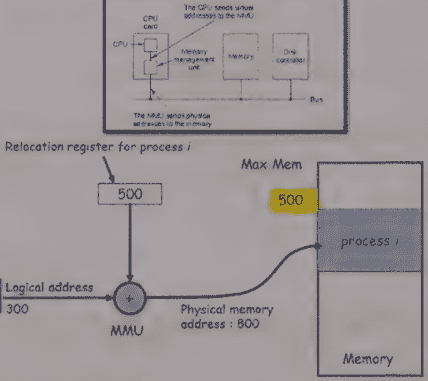 The CPU sends virtual
addresses to the MMU
CPU
card
CPU
Memory
management
unit
Memory
Disk
controller
Bus
The MMU sends physical
addresses to the memory
Relocation register for process i
Max Mem
500
500
process i
Logical address
300
+
MMU
Physical memory
address : 800
Memory